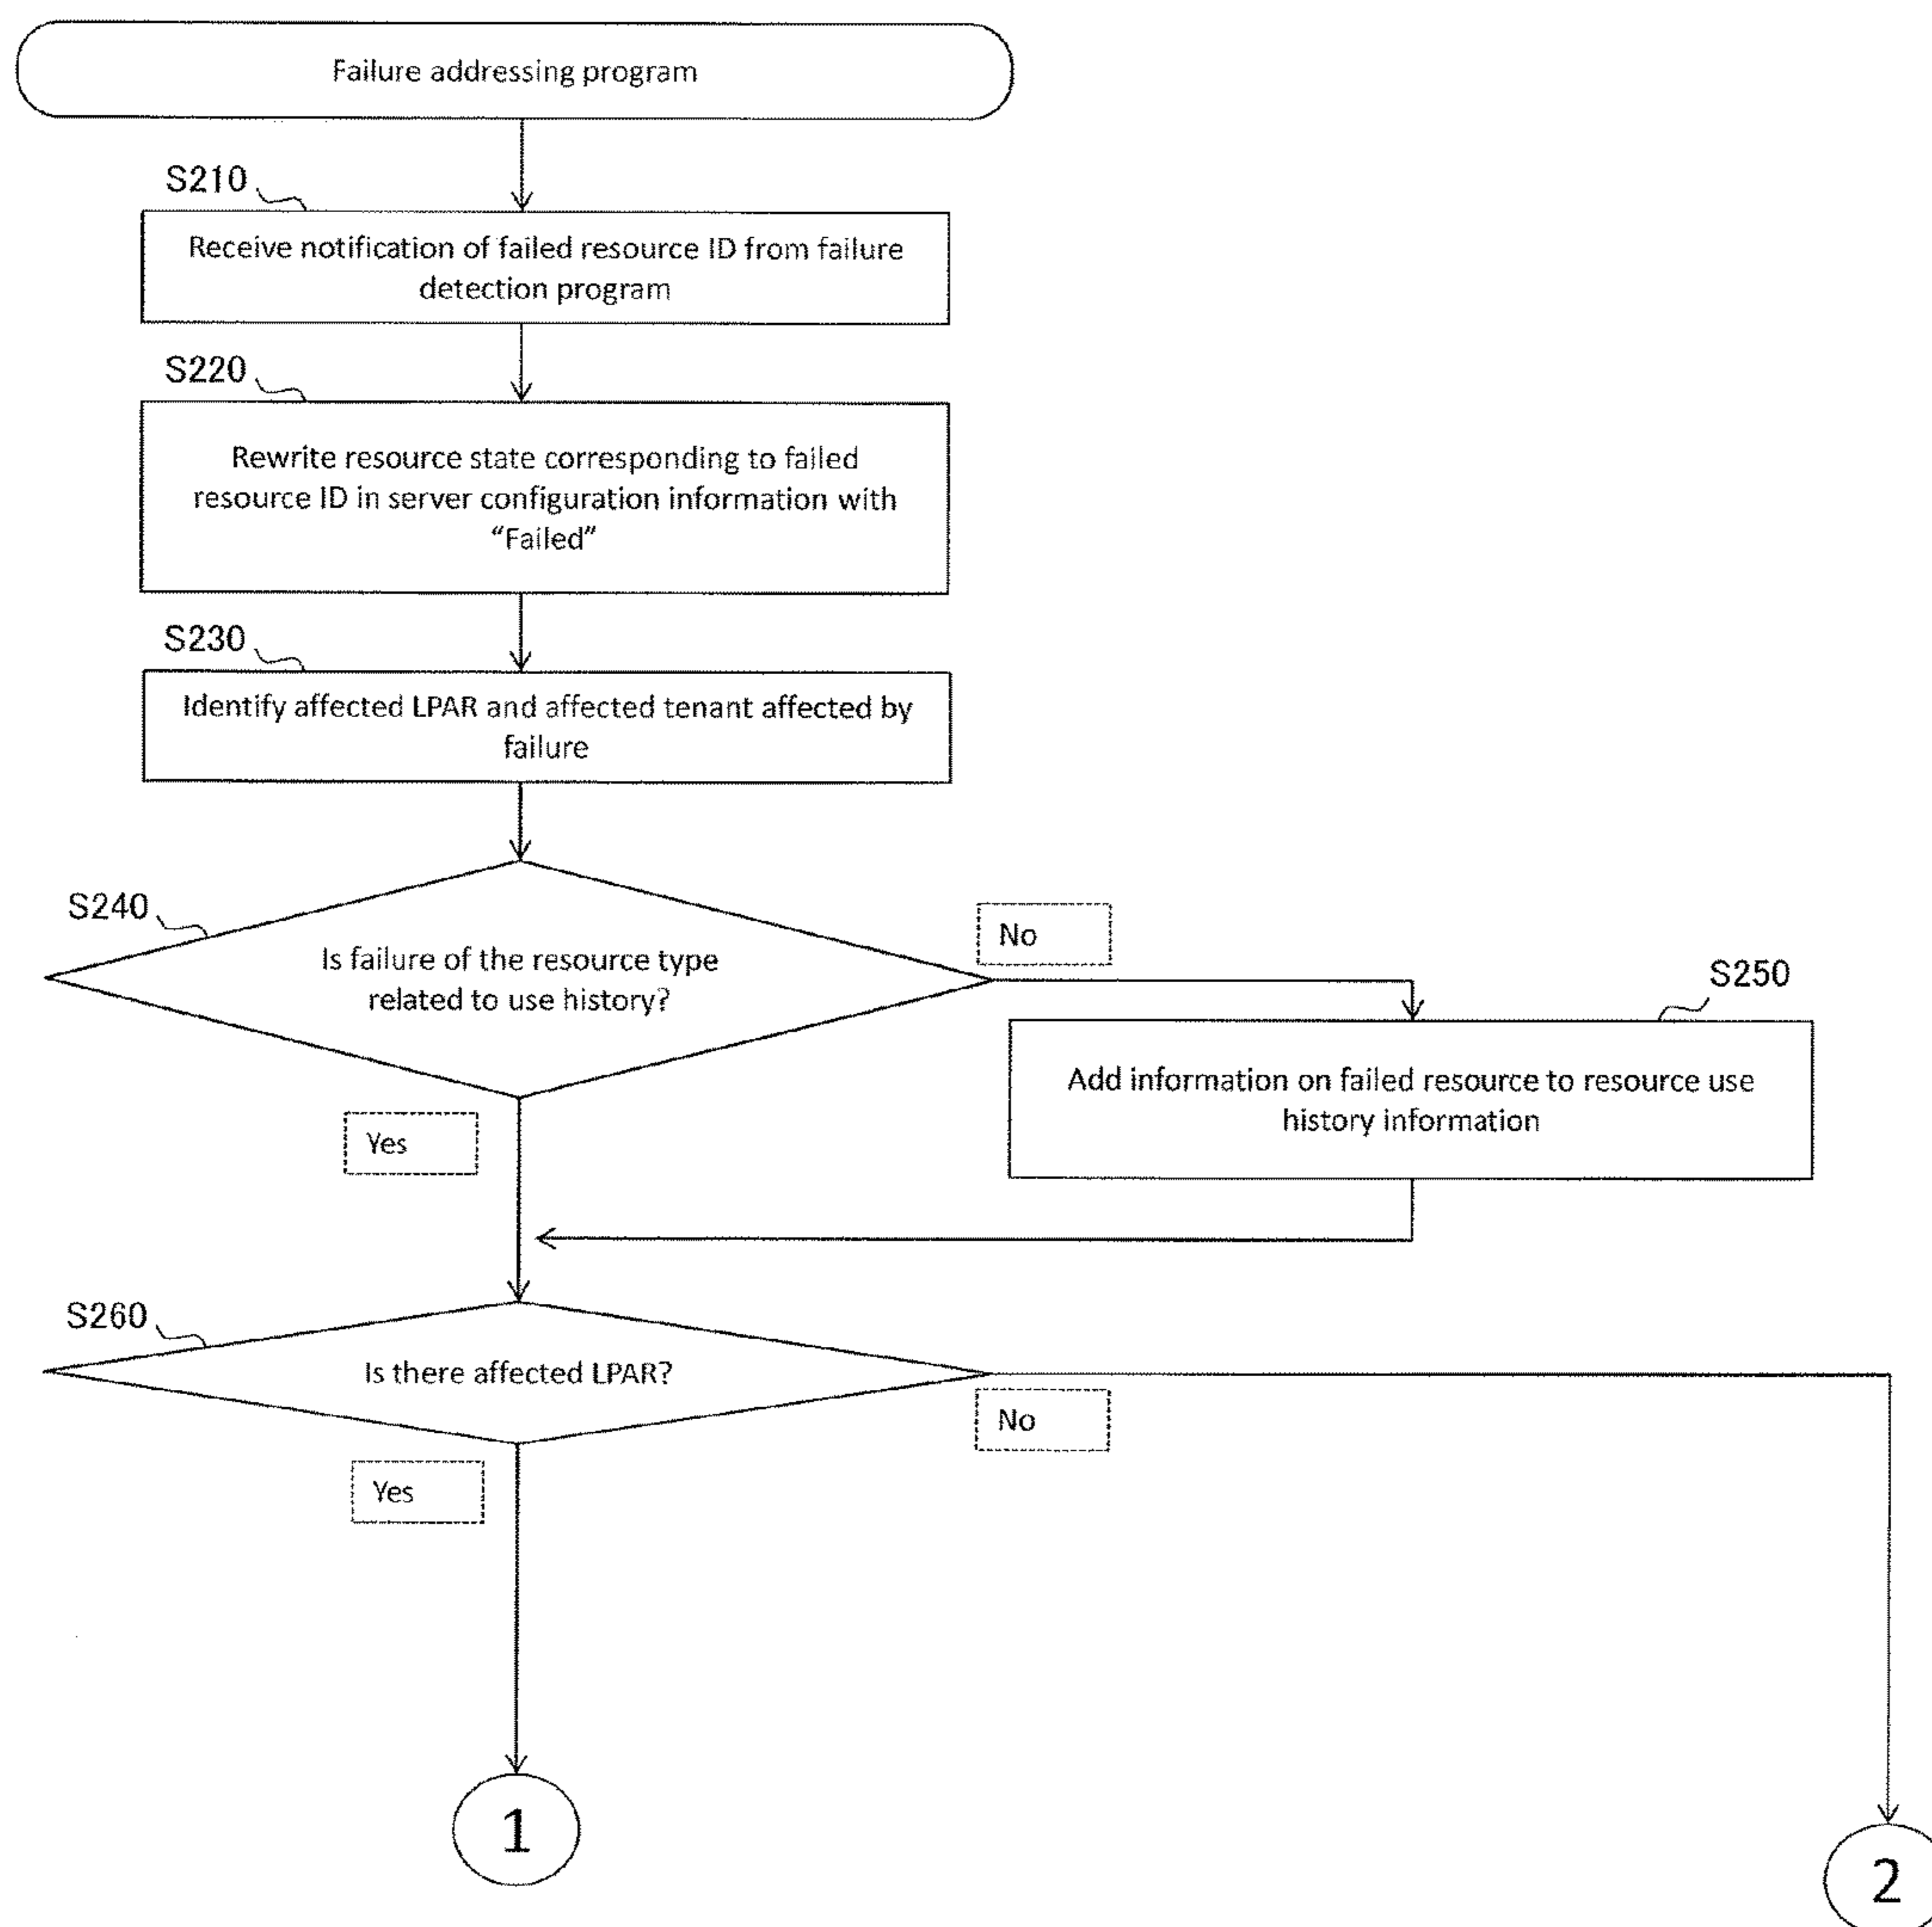 Failure addressing program
S210
Receive notification of failed resource ID from failure
detection program
S220
Rewrite resource state corresponding to failed
resource ID in server configuration information with
“Failed”
S230
Identify affected LPAR and affected tenant affected by
failure
S240
Is failure of the resource type
related to use history?
No
S250
Add information on failed resource to resource use
history information
Yes
S260
Is there affected LPAR?
No
Yes
1
2